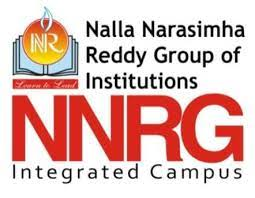 NR
Learn to Lead
Nalla Narasimha
Reddy Group of
Institutions
NNRG
Integrated Campus